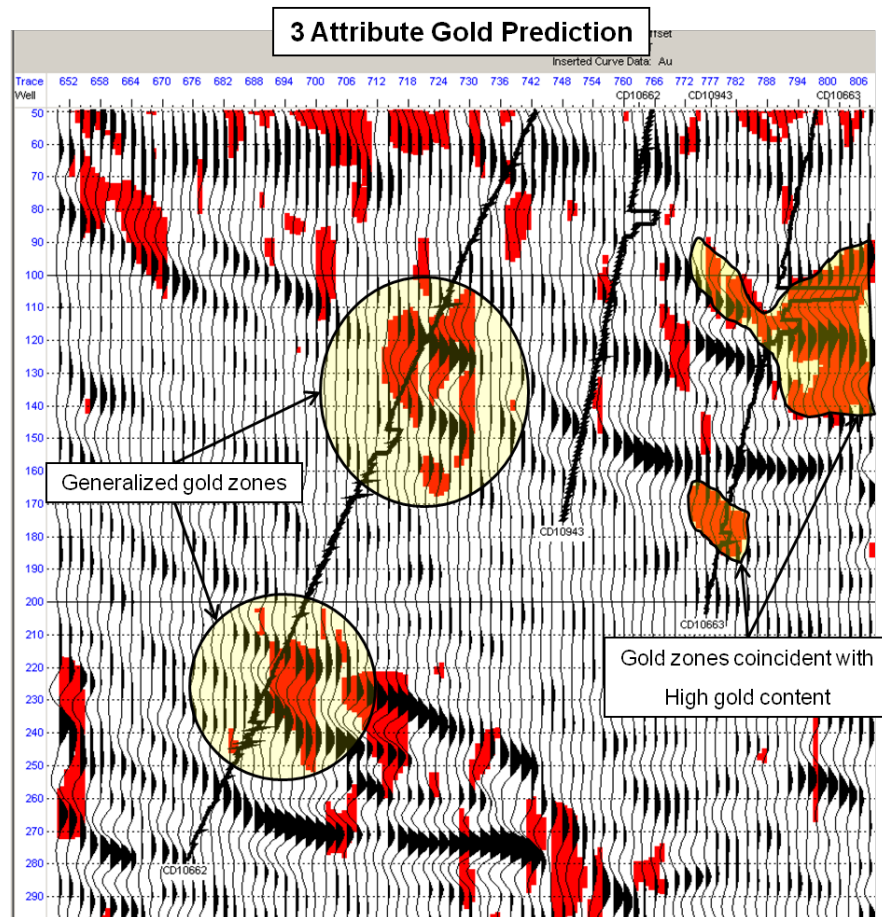 3 Attribute Gold Prediction
ffset
Inserted Curve Data: Au
Trace 652 658 664 670 682 688 694 700 706 712 718 724 730 736 742 748 754 760 766 772 777 782 788 794 800 806
Well CD10662 CD10943 CD10663
50
60
70
80
90
100
110
120
130
140
150
160
Generalized gold zones
170
180
CD10943
190
200
CD10663
210
Gold zones coincident with
220
High gold content
230
240
250
260
270
280
CD10662
290